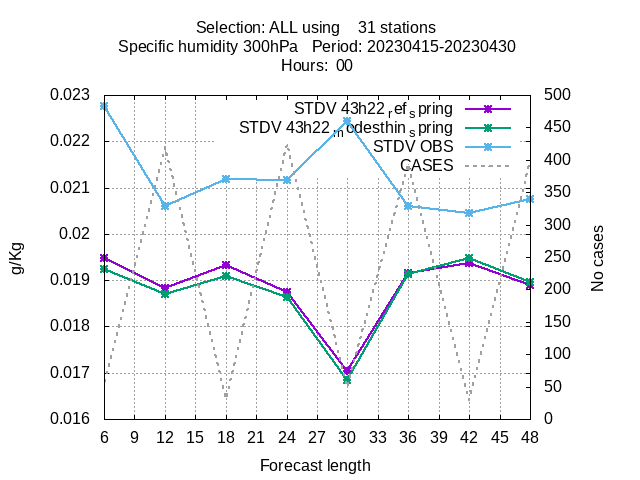 Selection: ALL using    31 stations
Specific humidity 300hPa   Period: 20230415-20230430
Hours:  00
STDV 43h22_ref_spring
STDV 43h22_modesthin_spring
STDV OBS
CASES
0.023
0.022
0.021
0.02
0.019
0.018
0.017
0.016
g/Kg
500
450
400
350
300
250
200
150
100
50
0
No cases
6 9 12 15 18 21 24 27 30 33 36 39 42 45 48
Forecast length